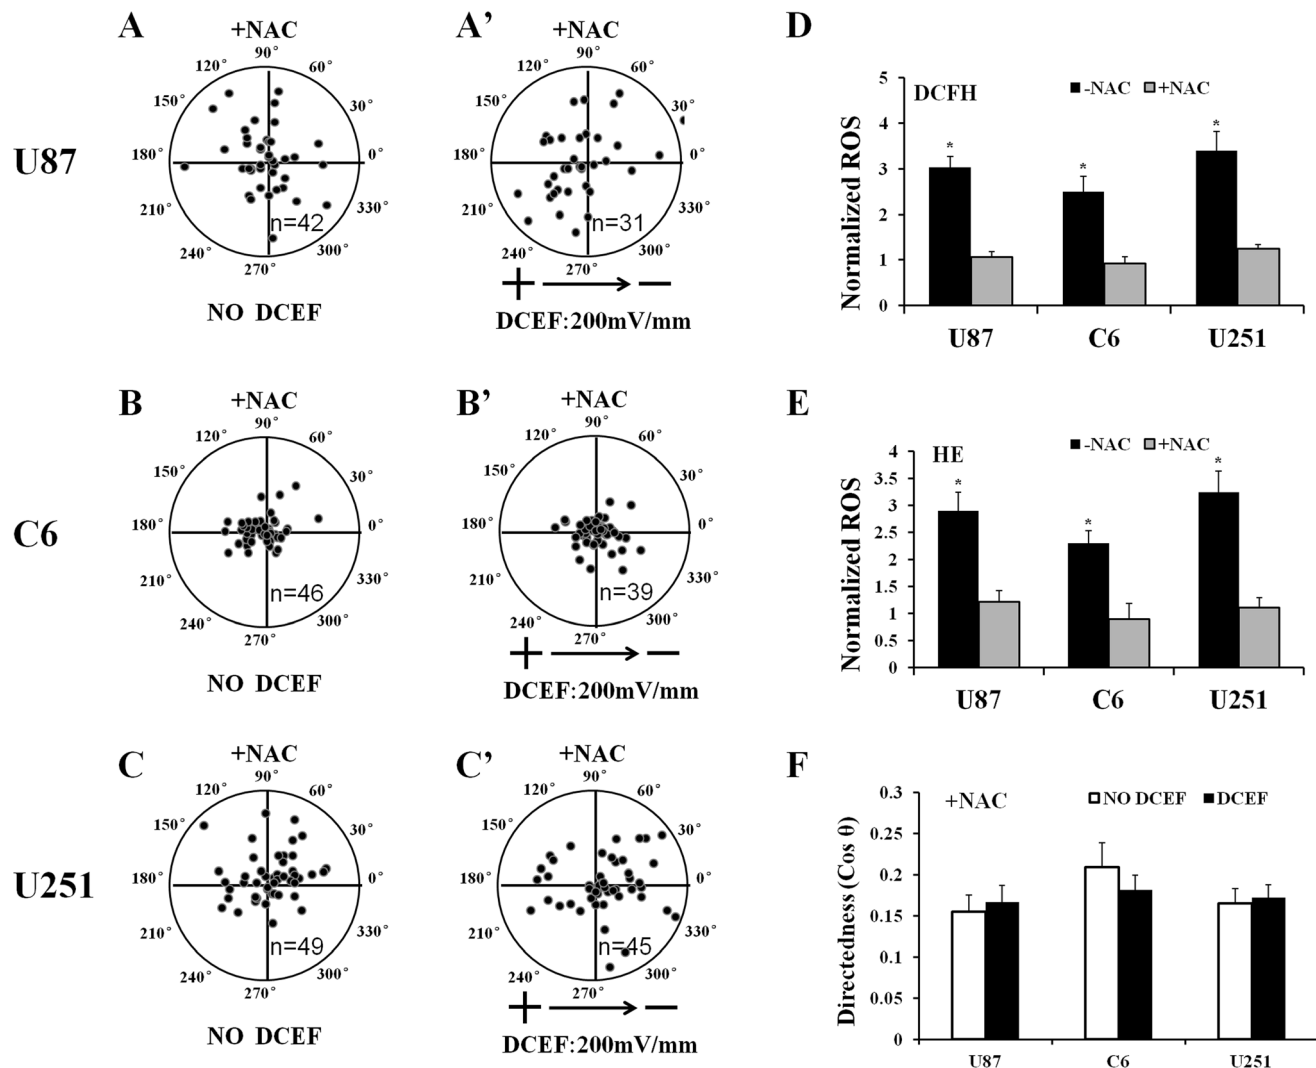 A
+NAC
90°
120°
60°
150°
30°
U87
180°
0°
210°
330°
n=42
240°
300°
270°
NO DCEF
A’
+NAC
90°
120°
60°
150°
30°
180°
0°
210°
330°
n=31
240°
300°
270°
+ −
DCEF:200mV/mm
D
DCFH
-NAC +NAC
Normalized ROS
5
4
3
2
1
0
* * *
U87 C6 U251
B
+NAC
90°
120°
60°
150°
30°
C6
180°
0°
210°
330°
n=46
240°
300°
270°
NO DCEF
B’
+NAC
90°
120°
60°
150°
30°
180°
0°
210°
330°
n=39
240°
300°
270°
+ −
DCEF:200mV/mm
E
HE
-NAC +NAC
Normalized ROS
4
3.5
3
2.5
2
1.5
1
0.5
0
* * *
U87 C6 U251
C
+NAC
90°
120°
60°
150°
30°
U251
180°
0°
210°
330°
n=49
240°
300°
270°
NO DCEF
C’
+NAC
90°
120°
60°
150°
30°
180°
0°
210°
330°
n=45
240°
300°
270°
+ −
DCEF:200mV/mm
F
+NAC
NO DCEF DCEF
Directedness (Cos θ)
0.3
0.25
0.2
0.15
0.1
0.05
0
U87 C6 U251